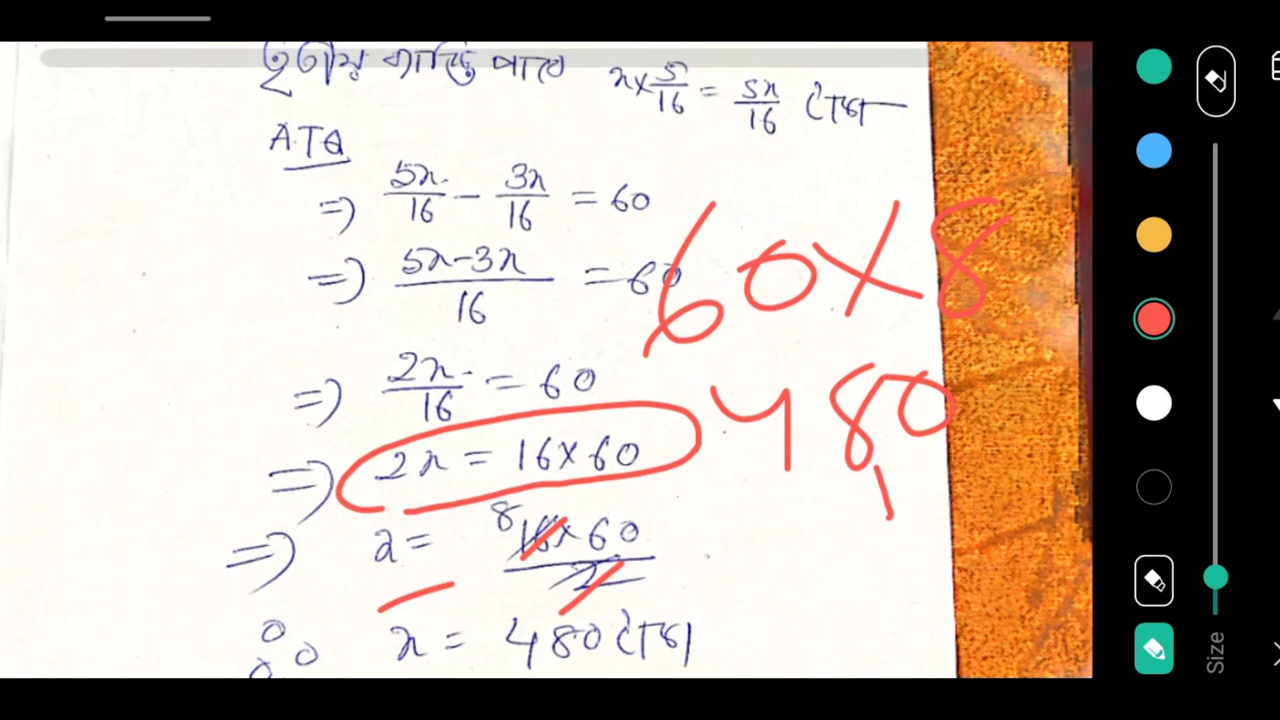 তৃতীয় ব্যক্তি পাবে x × 5/16 = 5x/16 টাকা
A.T.Q
=> 5x/16 - 3x/16 = 60
=> 5x-3x/16 = 60
60×8
=> 2x/16 = 60
480
=> 2x = 16×60
=> x = 8 16×60/2
∴ x = 480 টাকা
Size